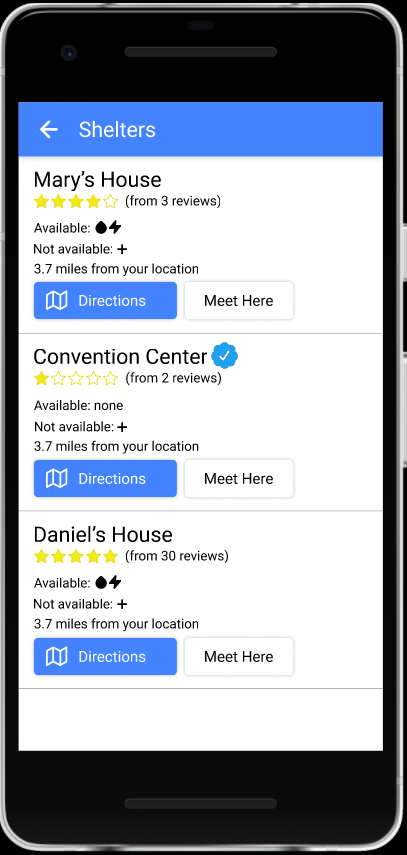 Shelters
Mary’s House
(from 3 reviews)
Available:
Not available: +
3.7 miles from your location
Directions Meet Here
Convention Center
(from 2 reviews)
Available: none
Not available: +
3.7 miles from your location
Directions Meet Here
Daniel’s House
(from 30 reviews)
Available:
Not available: +
3.7 miles from your location
Directions Meet Here